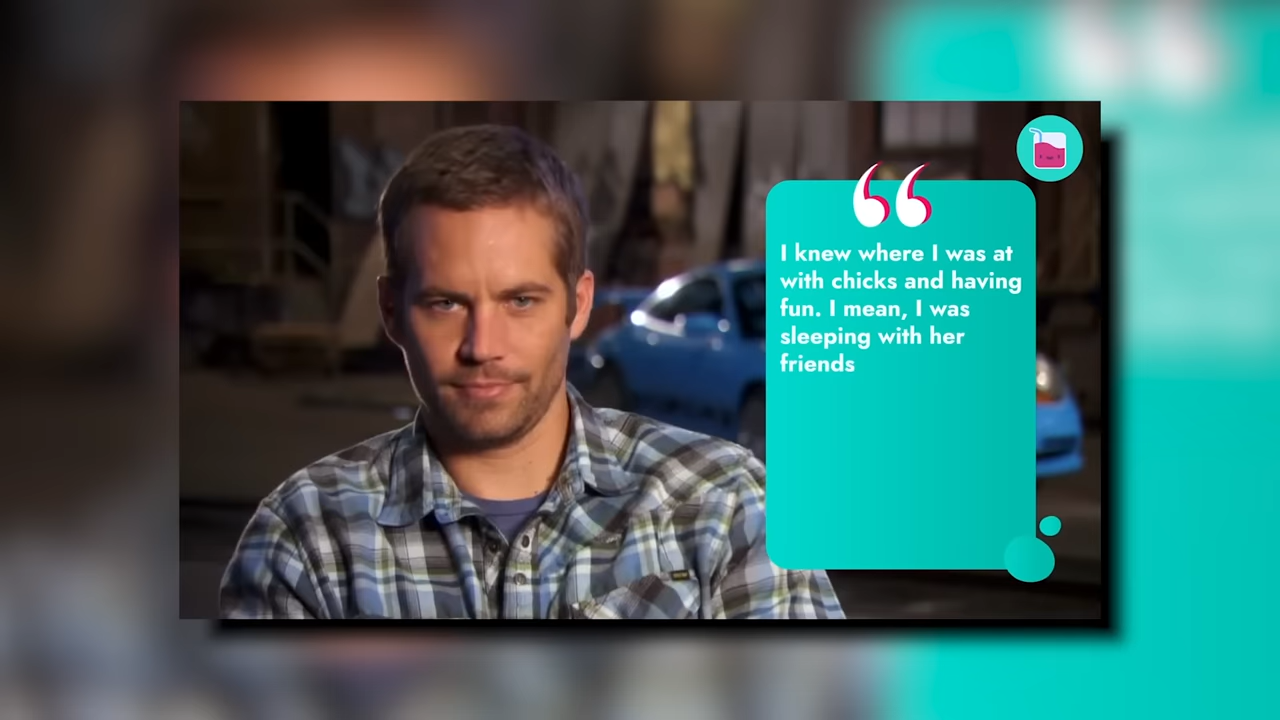 I knew where I was at
with chicks and having
fun. I mean, I was
sleeping with her
friends